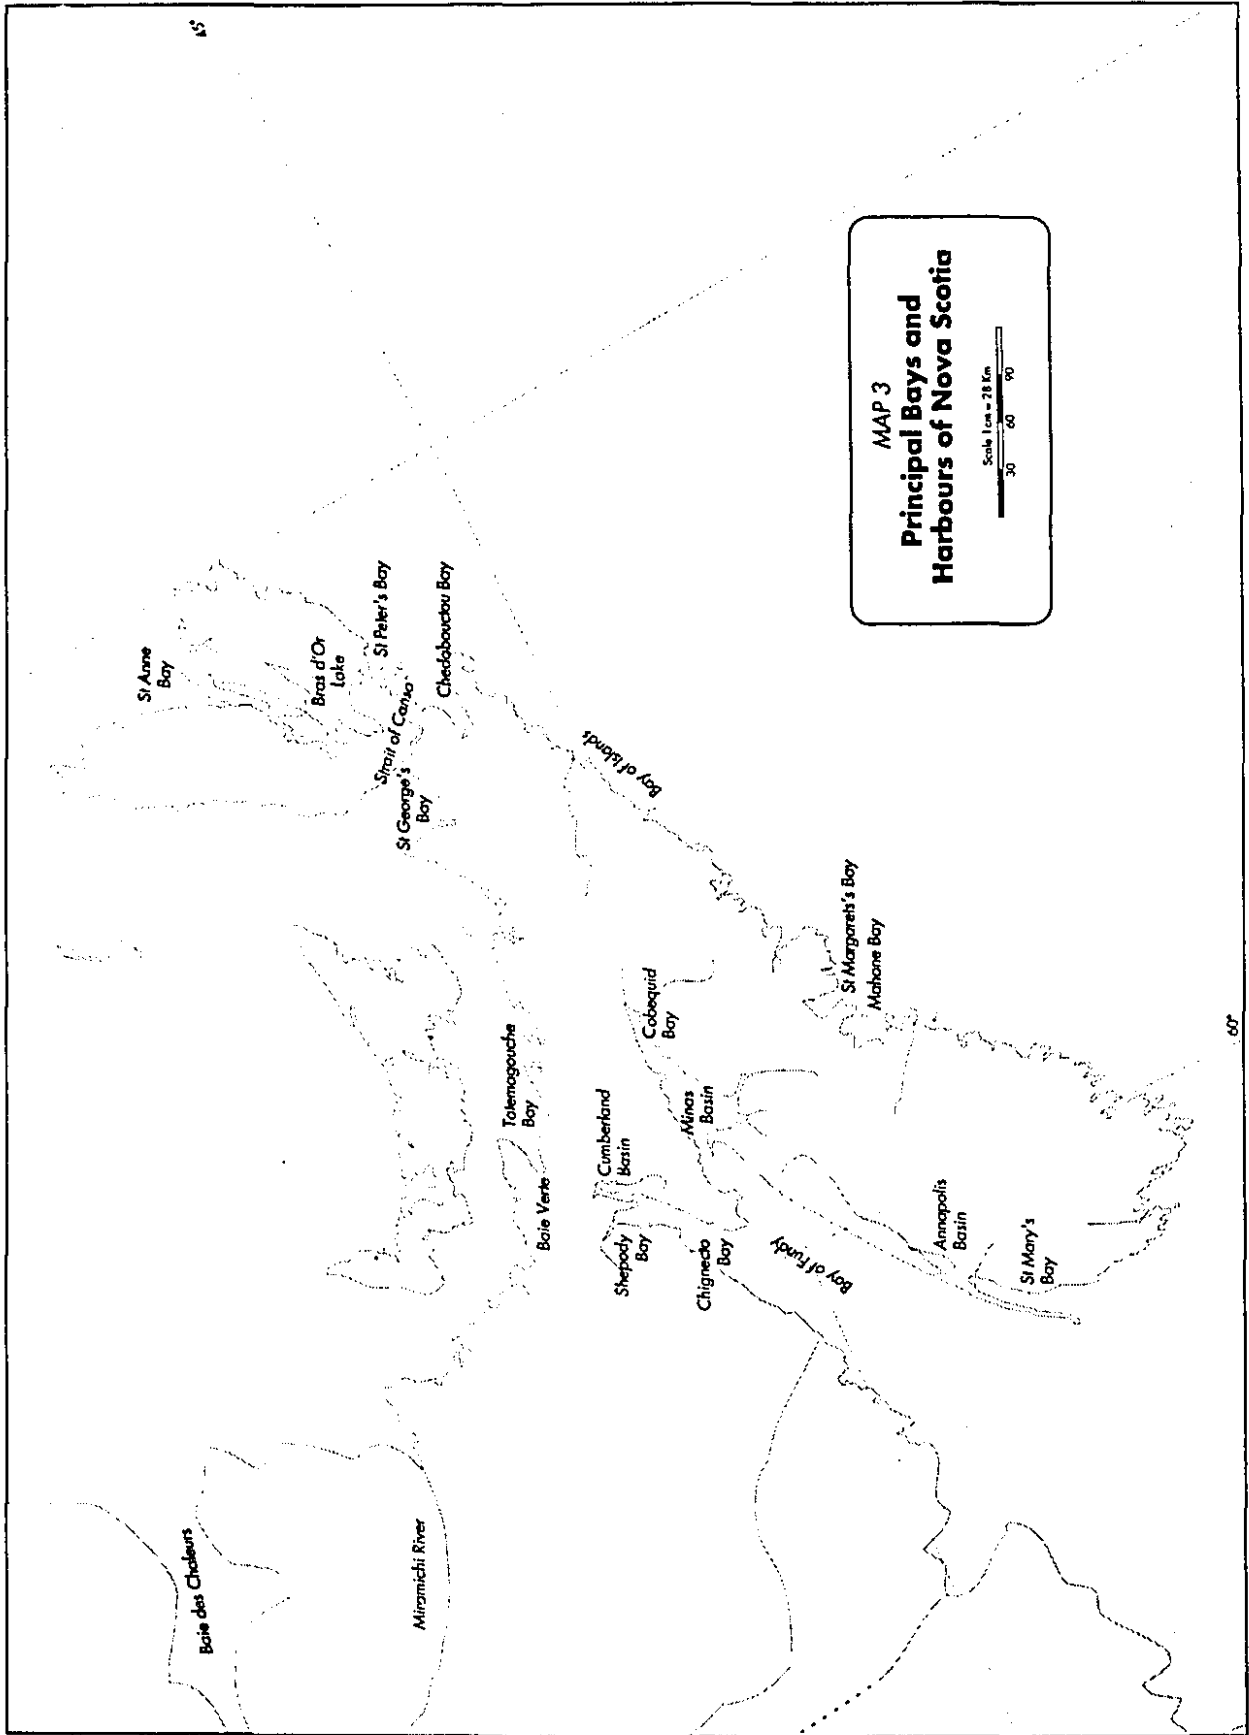 45°
Baie des Chaleurs
Miramichi River
St Anne
Bay
Bras d'Or
Lake
St Peter's Bay
Strait of Canso
St George's
Bay
Chedabouctou Bay
Bay of Islands
Tatemagouche
Bay
Baie Verte
Cumberland
Basin
Shepody
Bay
Chignecto
Bay
Cobequid
Bay
Minas
Basin
Bay of Fundy
St Margarets's Bay
Mahone Bay
Annapolis
Basin
St Mary's
Bay
60°
MAP 3
Principal Bays and
Harbours of Nova Scotia
Scale 1 cm = 28 Km
30 60 90